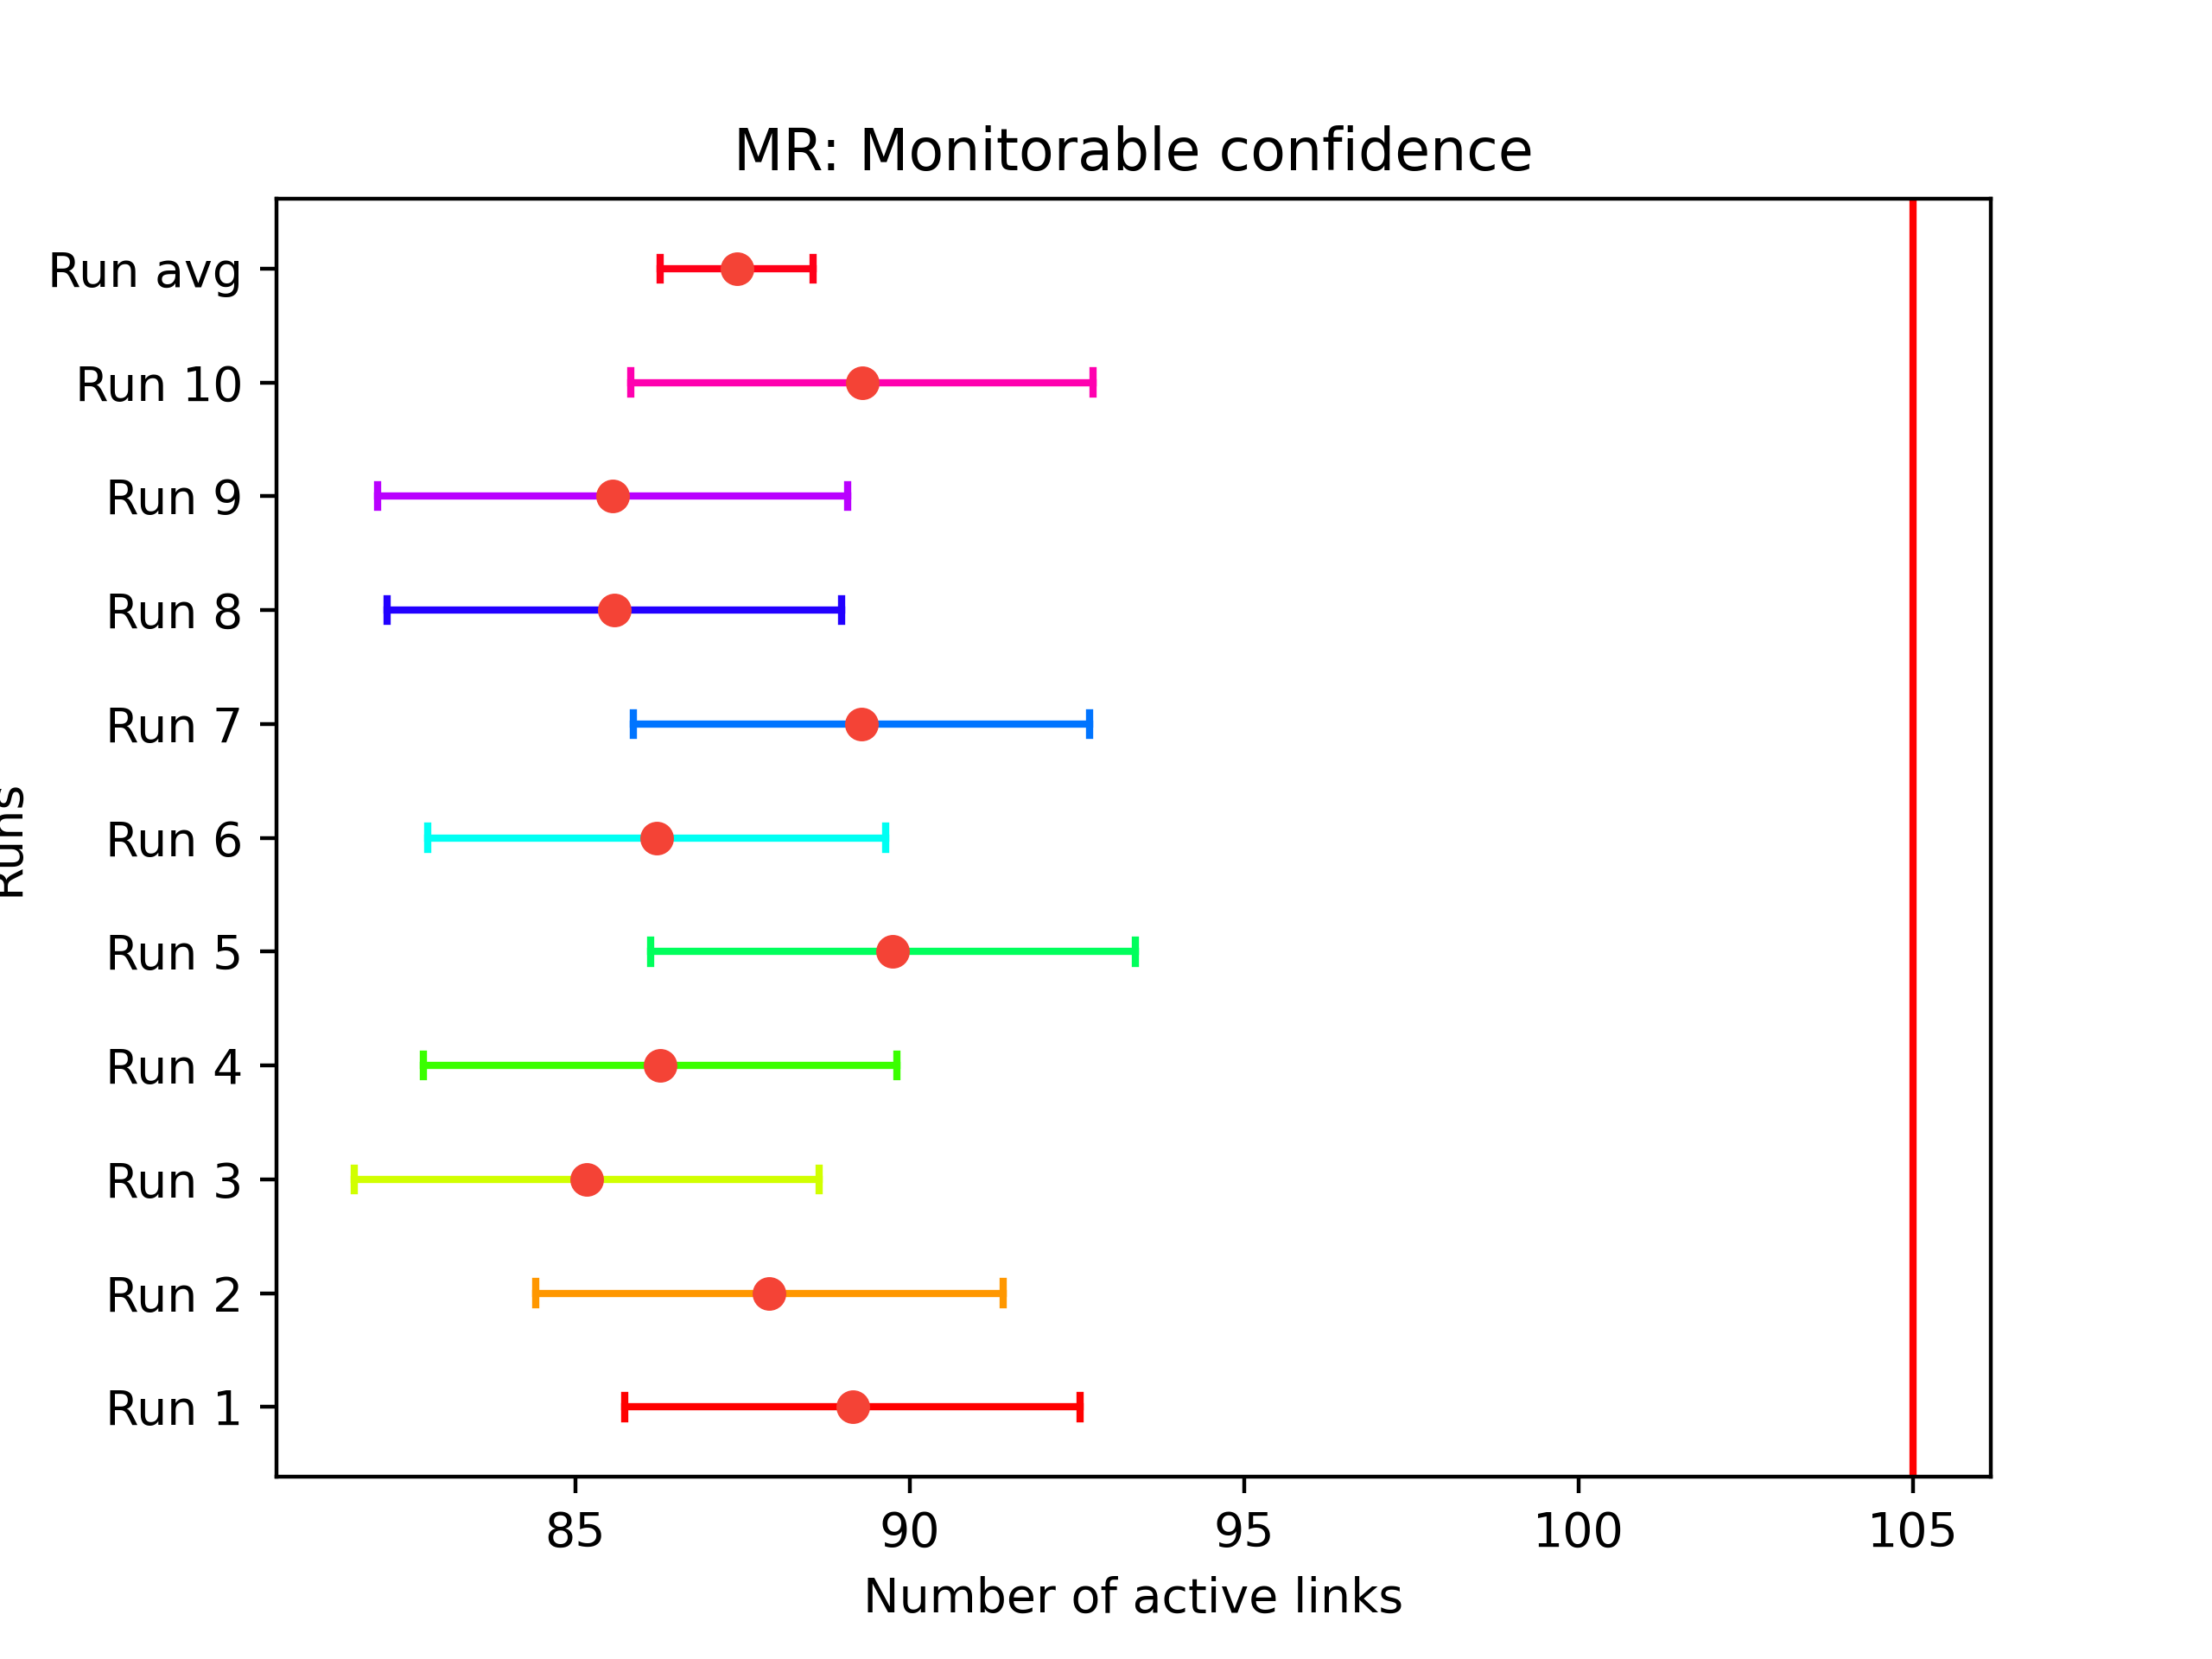 MR: Monitorable confidence
Run avg
Run 10
Run 9
Run 8
Run 7
Run 6
Run 5
Run 4
Run 3
Run 2
Run 1
Runs
85 90 95 100 105
Number of active links